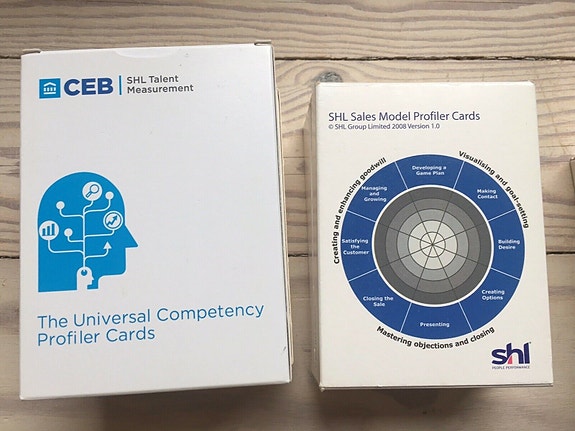 CEB
SHL Talent
Measurement
The Universal Competency
Profiler Cards
SHL Sales Model Profiler Cards
© SHL Group Limited 2008 Version 1.0
Creating and enhancing goodwill
Visualising and goal-setting
Mastering objections and closing
Developing a
Game Plan
Making
Contact
Building
Desire
Creating
Options
Presenting
Closing the
Sale
Satisfying
the Customer
Managing
and
Growing
shl
PEOPLE PERFORMANCE